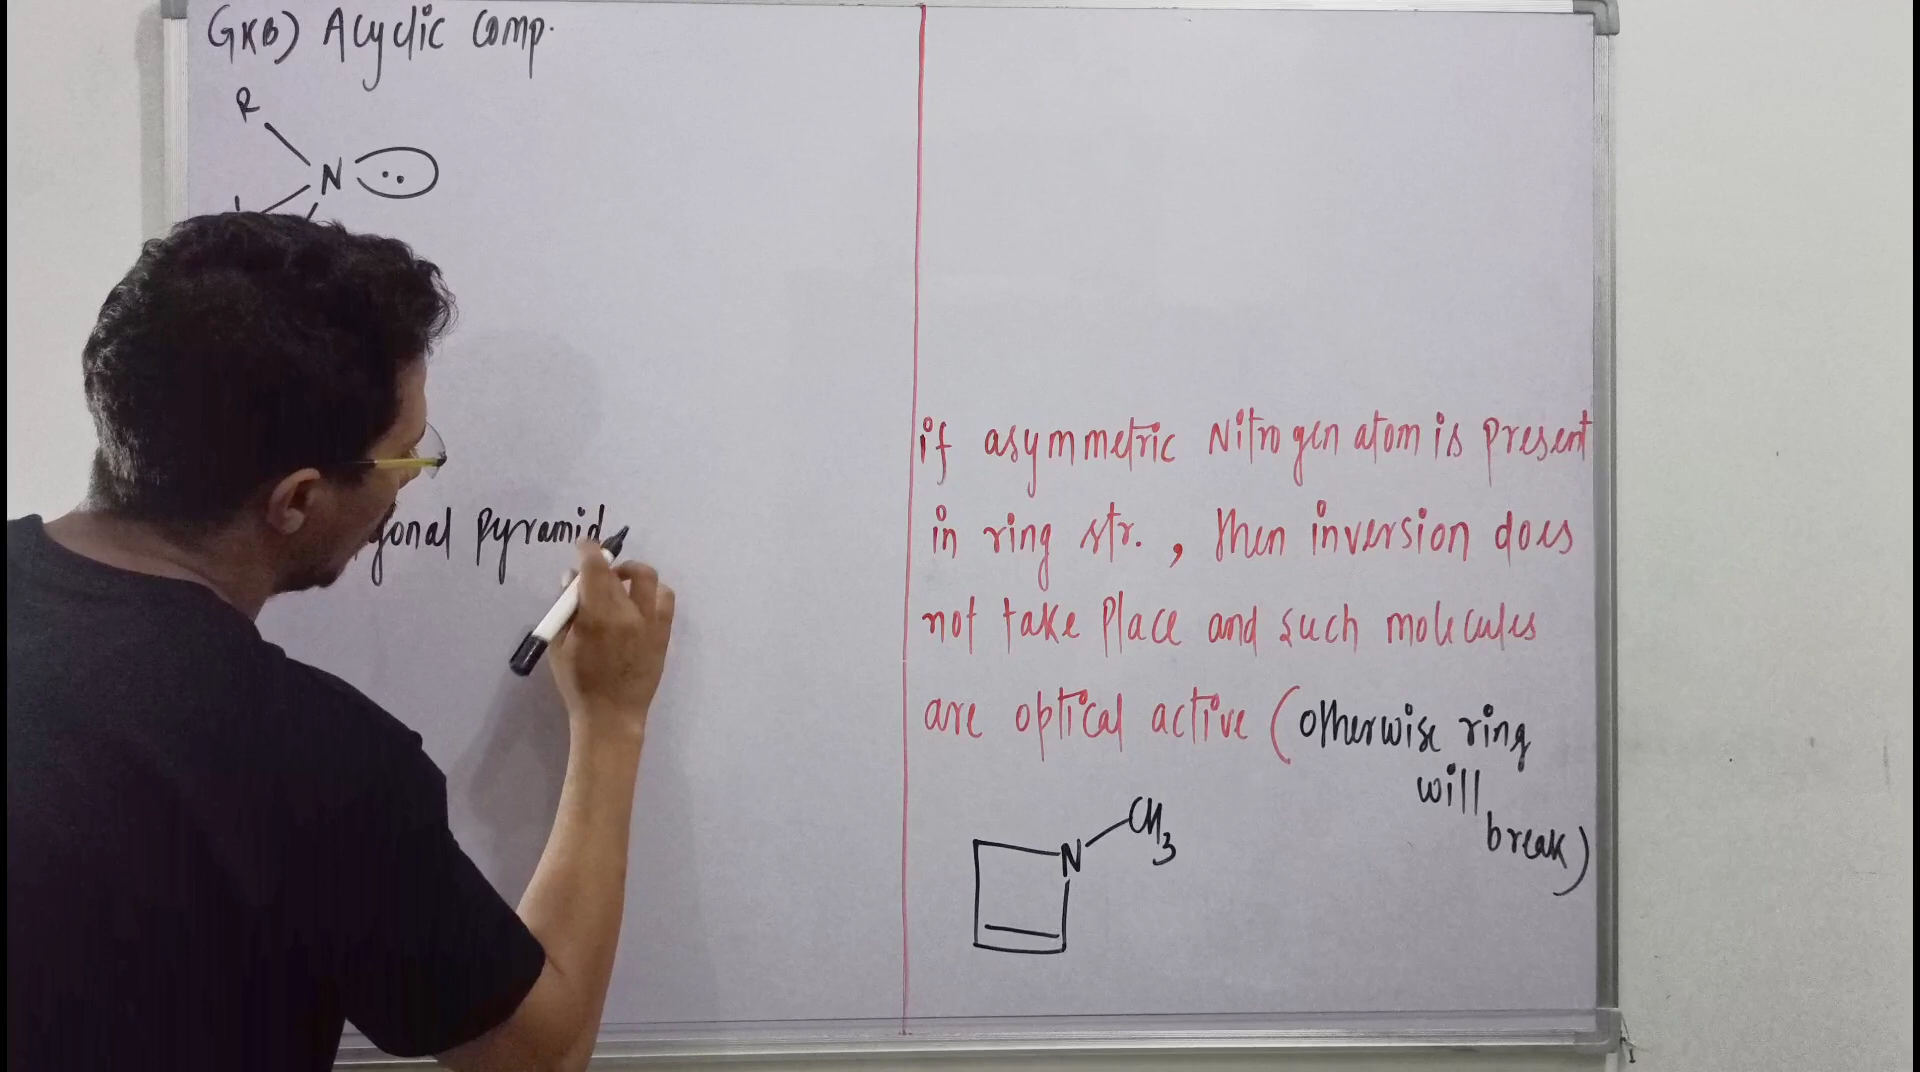 GKB) Acyclic Comp.
R
N
Pyramid
if asymmetric Nitrogen atom is present
in ring str. , then inversion does
not take place and such molecules
are optical active (otherwise ring
will
break)
N CH3